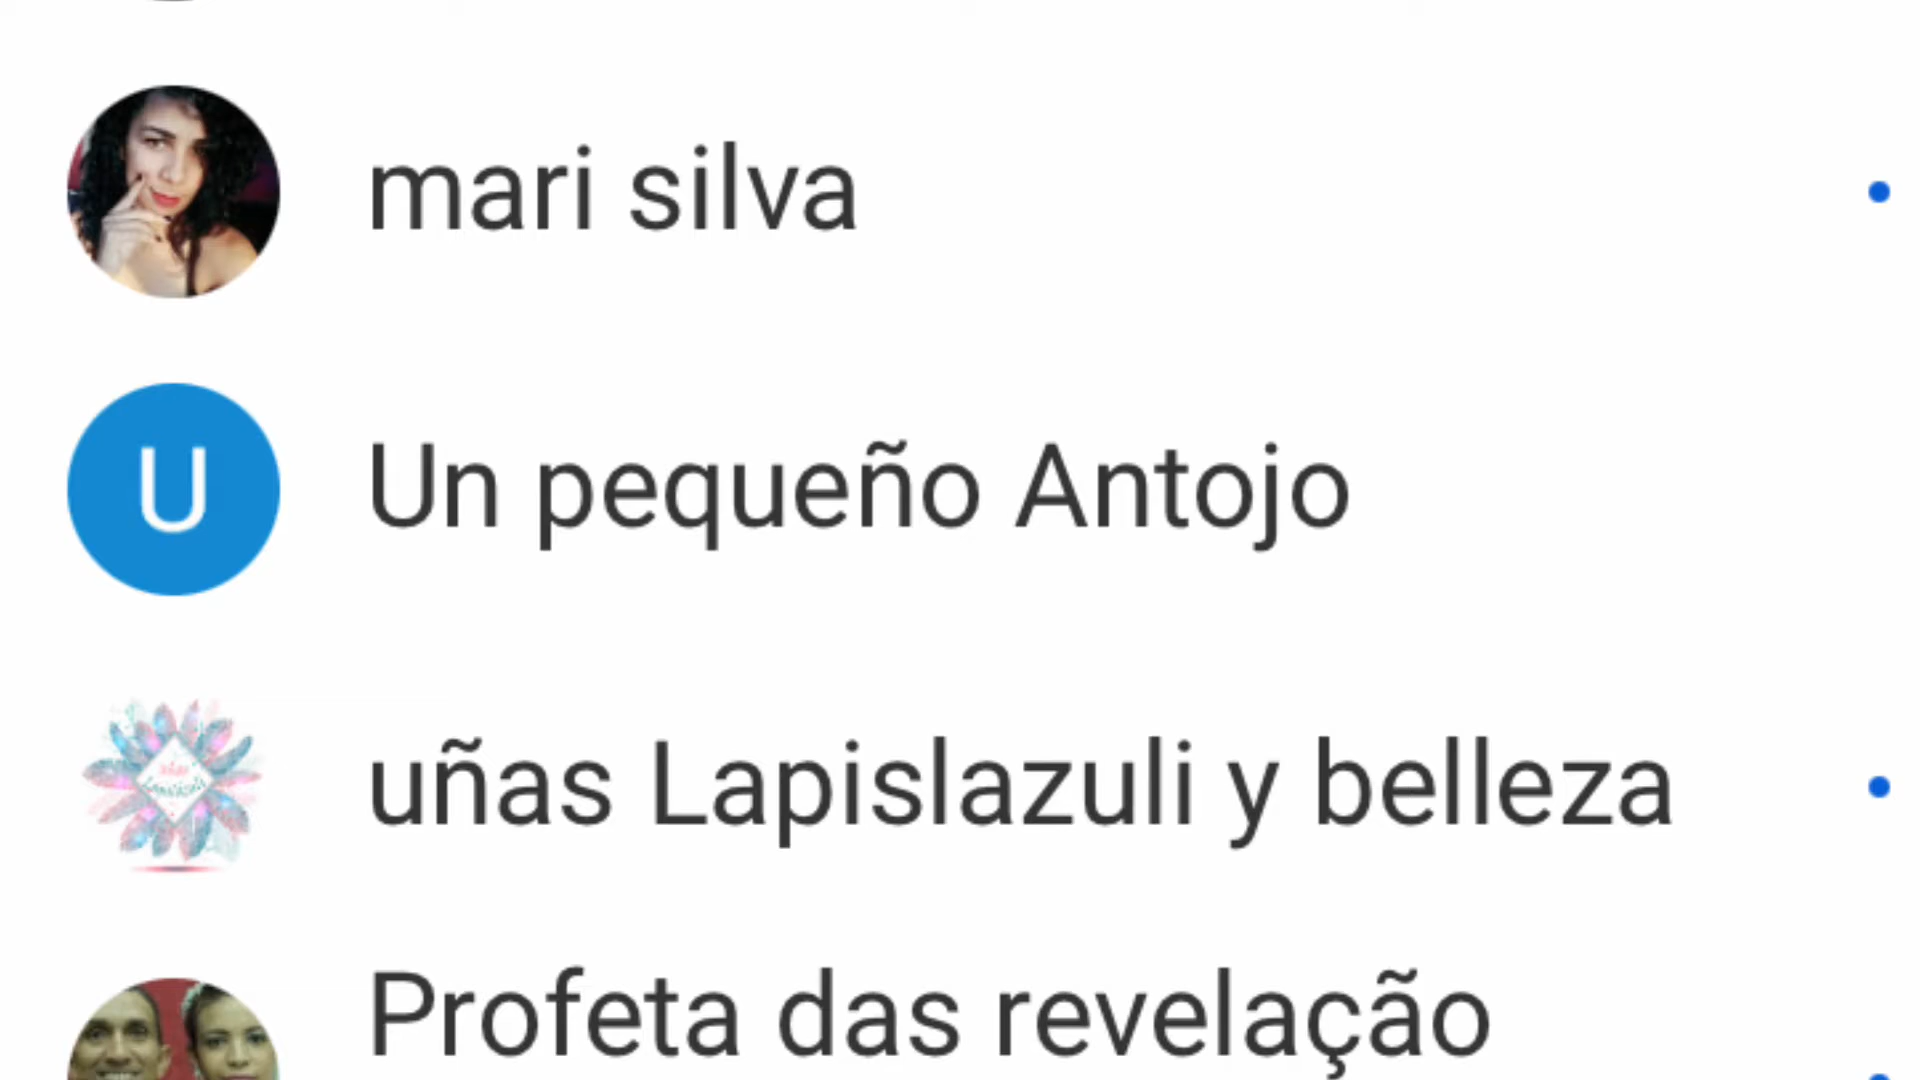 mari silva
U
Un pequeño Antojo
uñas Lapislazuli y belleza
Profeta das revelação